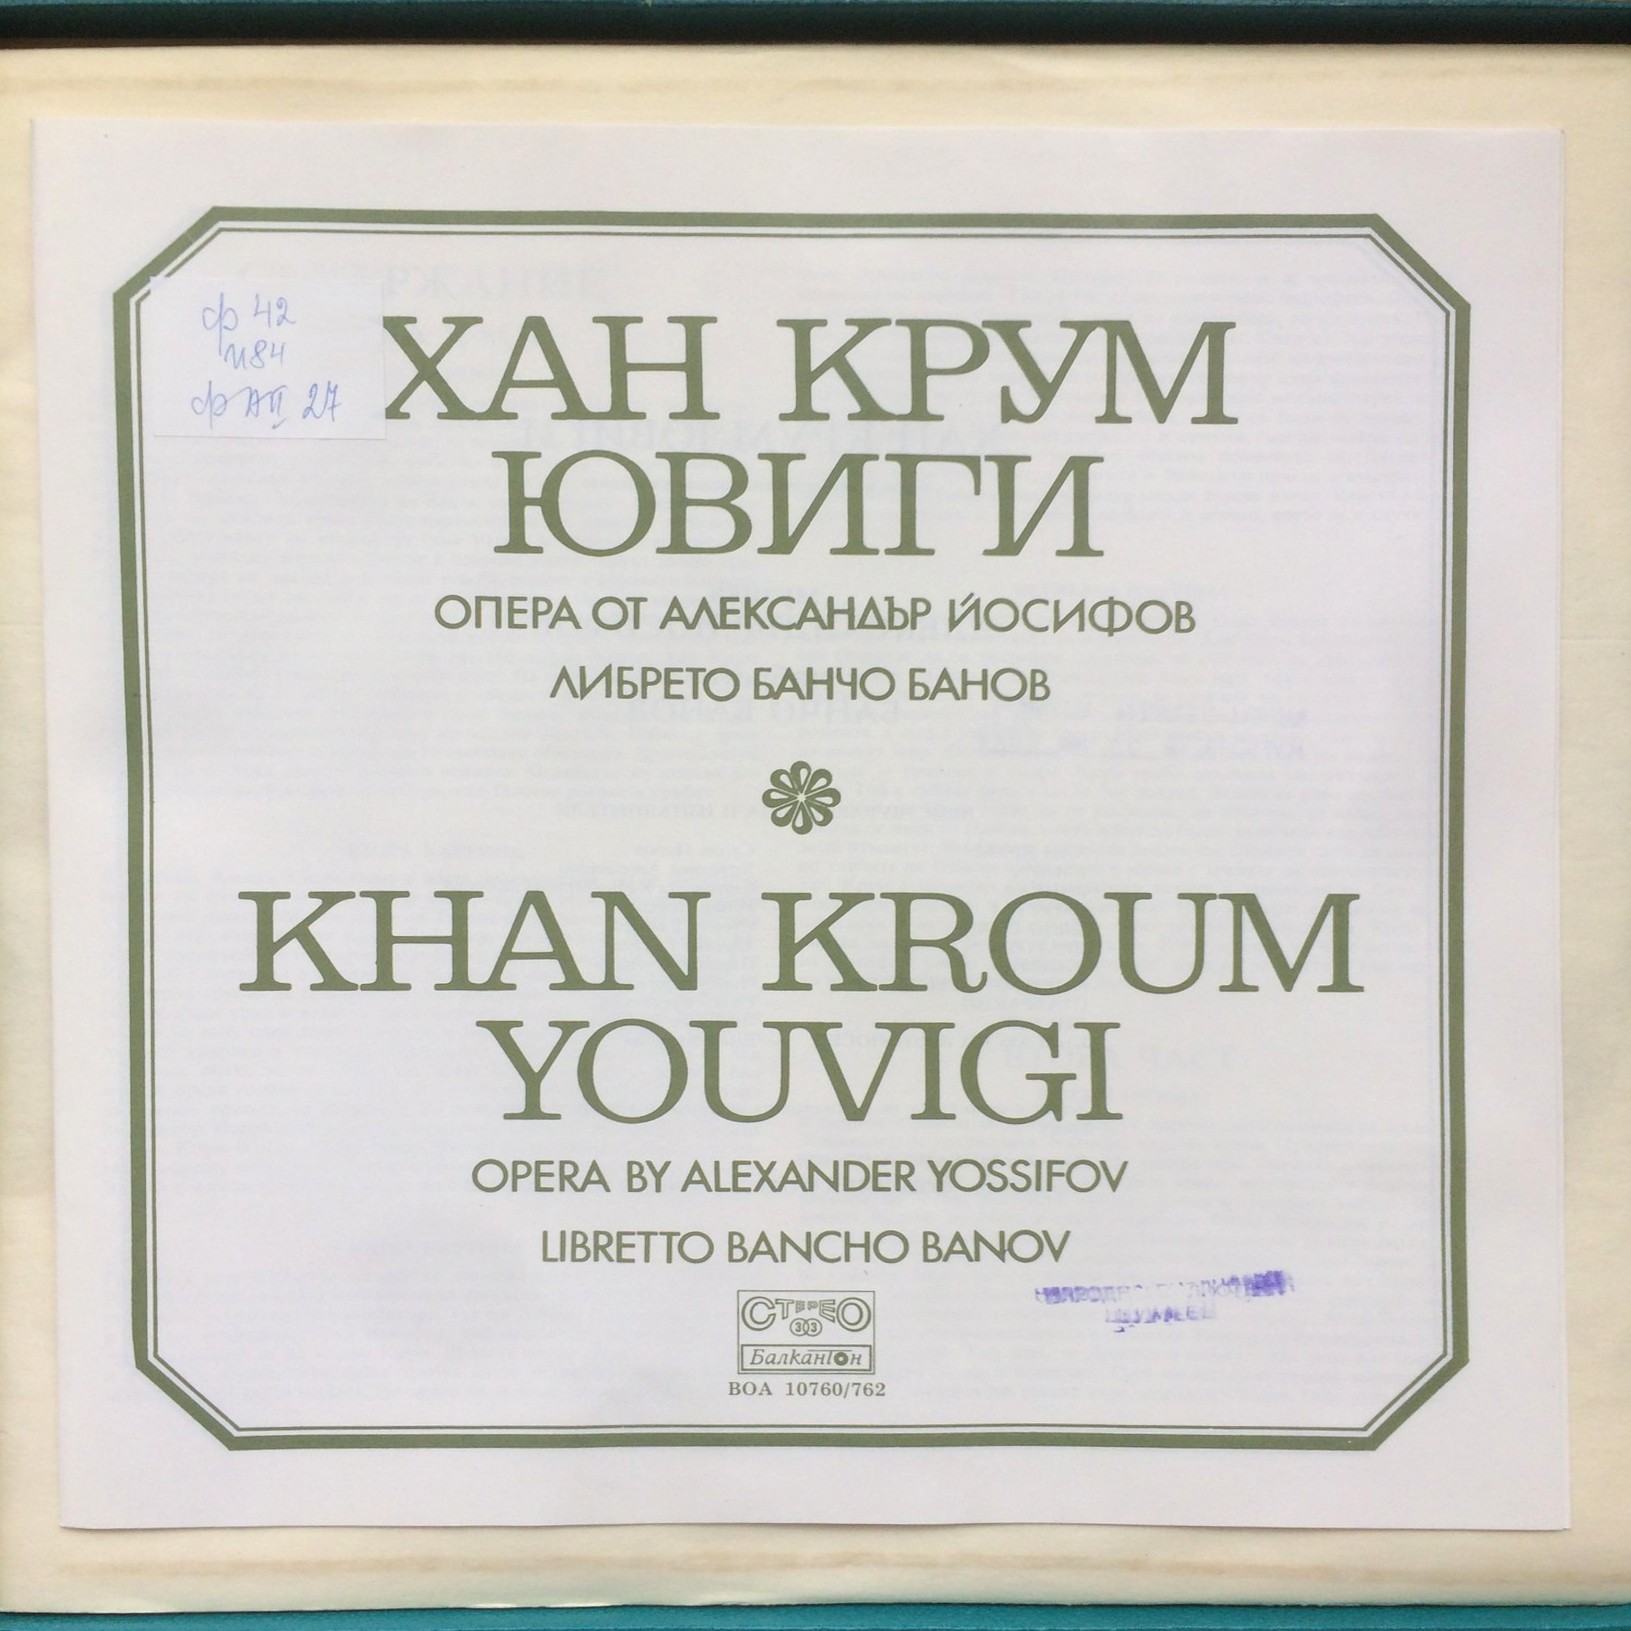 ф 42
и84
ф АП 27
ХАН КРУМ
ЮВИГИ
ОПЕРА ОТ АЛЕКСАНДЪР ЙОСИФОВ
ЛИБРЕТО БАНЧО БАНОВ
KHAN KROUM
YOUVIGI
OPERA BY ALEXANDER YOSSIFOV
LIBRETTO BANCHO BANOV
СТЕРЕО
33
Балкантон
ВОА 10760/762